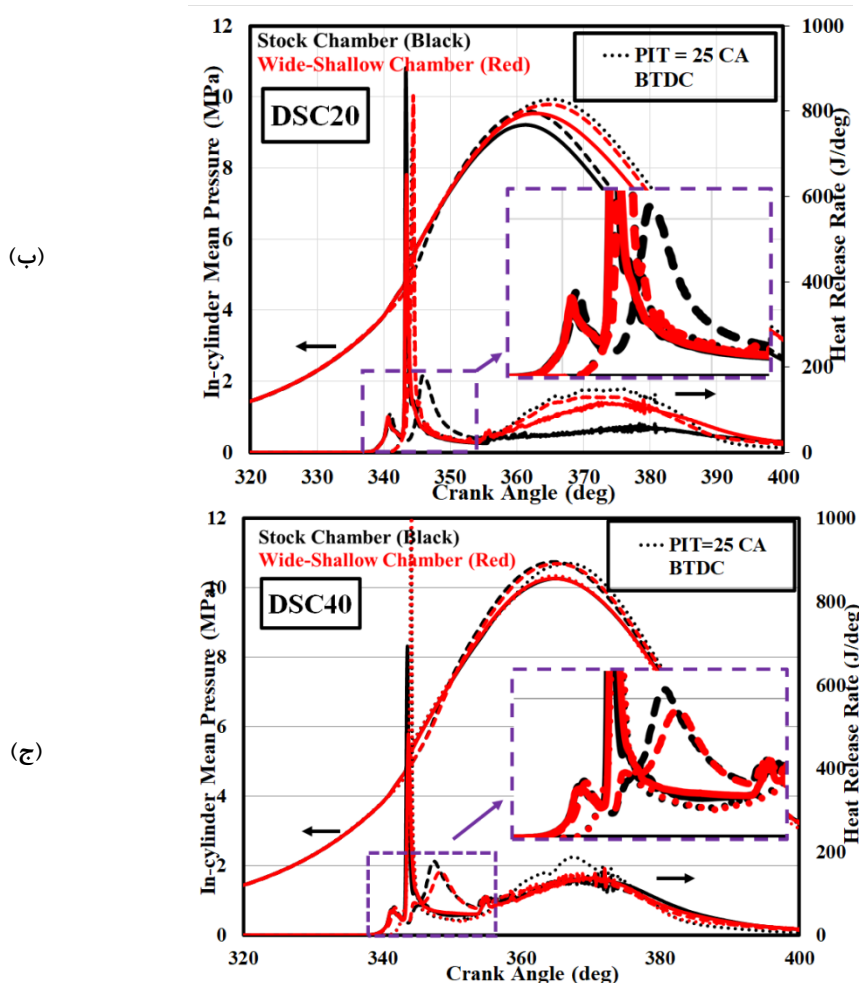 (ب)
Stock Chamber (Black)
Wide-Shallow Chamber (Red)
DSC20
PIT = 25 CA
BTDC
In-cylinder Mean Pressure (MPa)
12
10
8
6
4
2
0
Heat Release Rate (J/deg)
1000
800
600
400
200
0
320 330 340 350 360 370 380 390 400
Crank Angle (deg)
(ج)
Stock Chamber (Black)
Wide-Shallow Chamber (Red)
DSC40
PIT=25 CA
BTDC
In-cylinder Mean Pressure (MPa)
12
10
8
6
4
2
0
Heat Release Rate (J/deg)
1000
800
600
400
200
0
320 340 360 380 400
Crank Angle (deg)